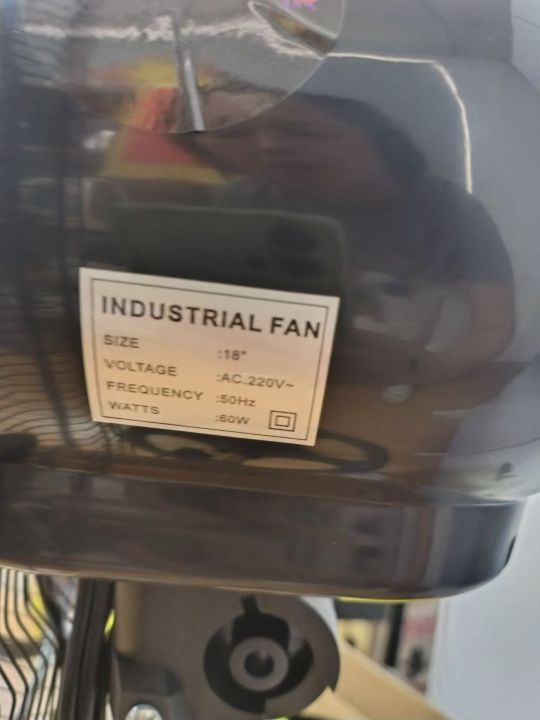 INDUSTRIAL FAN
SIZE :18"
VOLTAGE :AC.220V~
FREQUENCY :50Hz
WATTS :60W